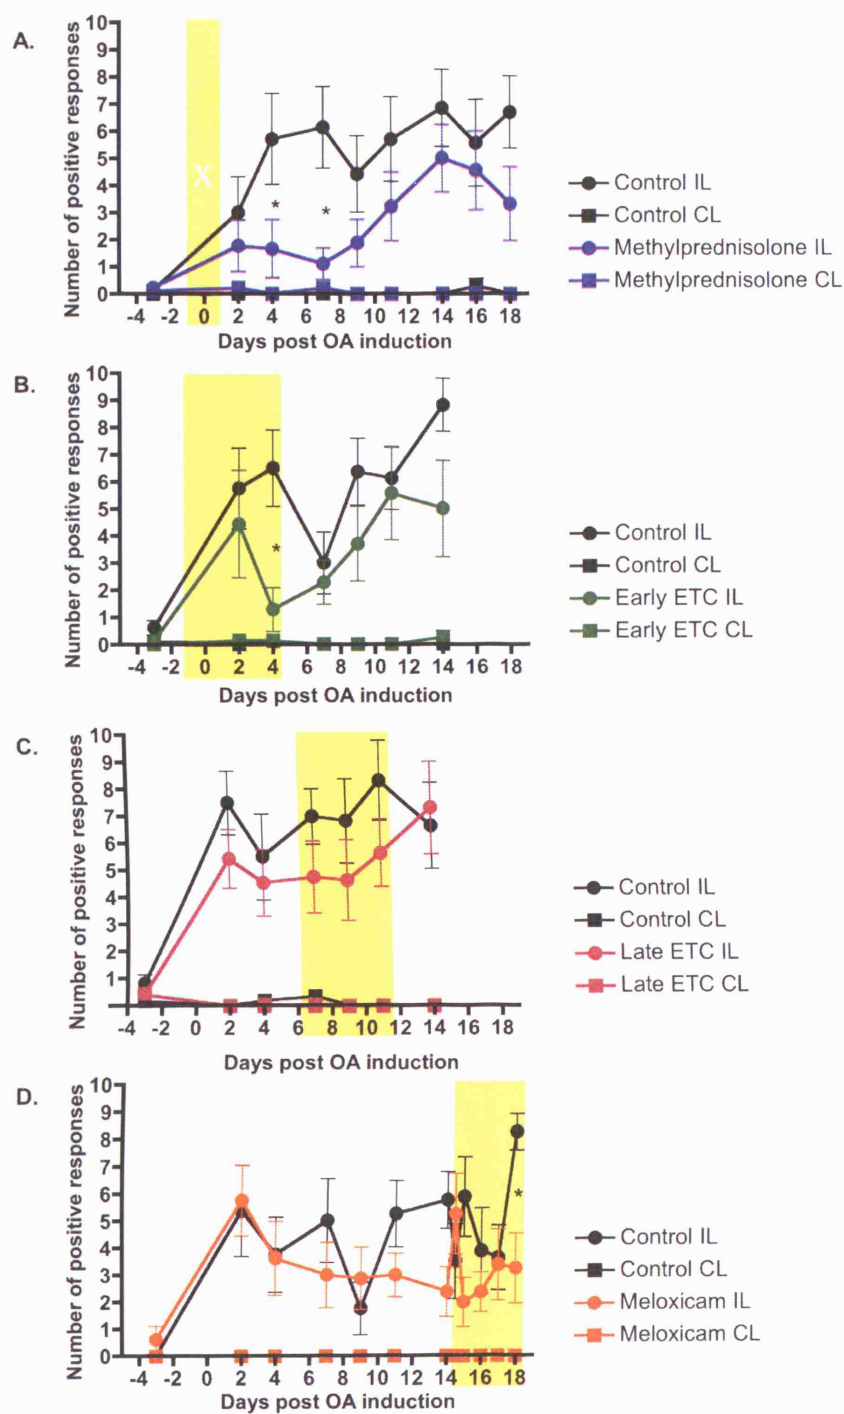 A.
Number of positive responses
10
9
8
7
6
5
4
3
2
1
0
X
*
*
-4 -2 0 2 4 6 8 10 12 14 16 18
Days post OA induction
Control IL
Control CL
Methylprednisolone IL
Methylprednisolone CL
B.
Number of positive responses
10
9
8
7
6
5
4
3
2
1
0
*
-4 -2 0 2 4 6 8 10 12 14 16 18
Days post OA induction
Control IL
Control CL
Early ETC IL
Early ETC CL
C.
Number of positive responses
10
9
8
7
6
5
4
3
2
1
-4 -2 0 2 4 6 8 10 12 14 16 18
Days post OA induction
Control IL
Control CL
Late ETC IL
Late ETC CL
D.
Number of positive responses
10
9
8
7
6
5
4
3
2
1
0
*
-4 -2 0 2 4 6 8 10 12 14 16 18
Days post OA induction
Control IL
Control CL
Meloxicam IL
Meloxicam CL